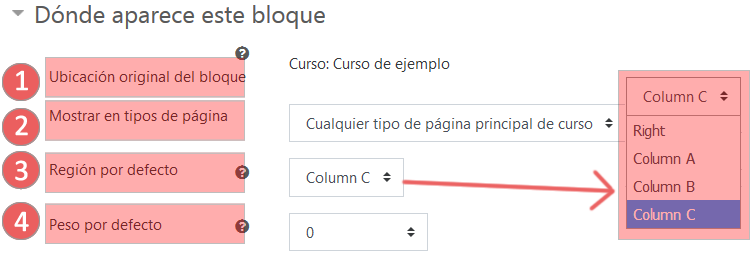 Dónde aparece este bloque
1 Ubicación original del bloque ? Curso: Curso de ejemplo
2 Mostrar en tipos de página Cualquier tipo de página principal de curso
3 Región por defecto ? Column C
4 Peso por defecto ? 0
Column C
Right
Column A
Column B
Column C